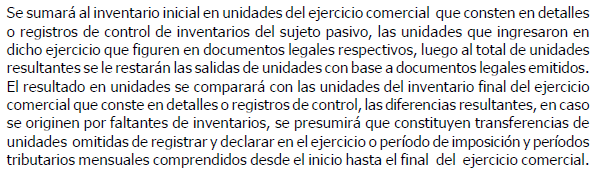 Se sumará al inventario inicial en unidades del ejercicio comercial que consten en detalles
o registros de control de inventarios del sujeto pasivo, las unidades que ingresaron en
dicho ejercicio que figuren en documentos legales respectivos, luego al total de unidades
resultantes se le restarán las salidas de unidades con base a documentos legales emitidos.
El resultado en unidades se comparará con las unidades del inventario final del ejercicio
comercial que conste en detalles o registros de control, las diferencias resultantes, en caso
se originen por faltantes de inventarios, se presumirá que constituyen transferencias de
unidades omitidas de registrar y declarar en el ejercicio o período de imposición y períodos
tributarios mensuales comprendidos desde el inicio hasta el final del ejercicio comercial.